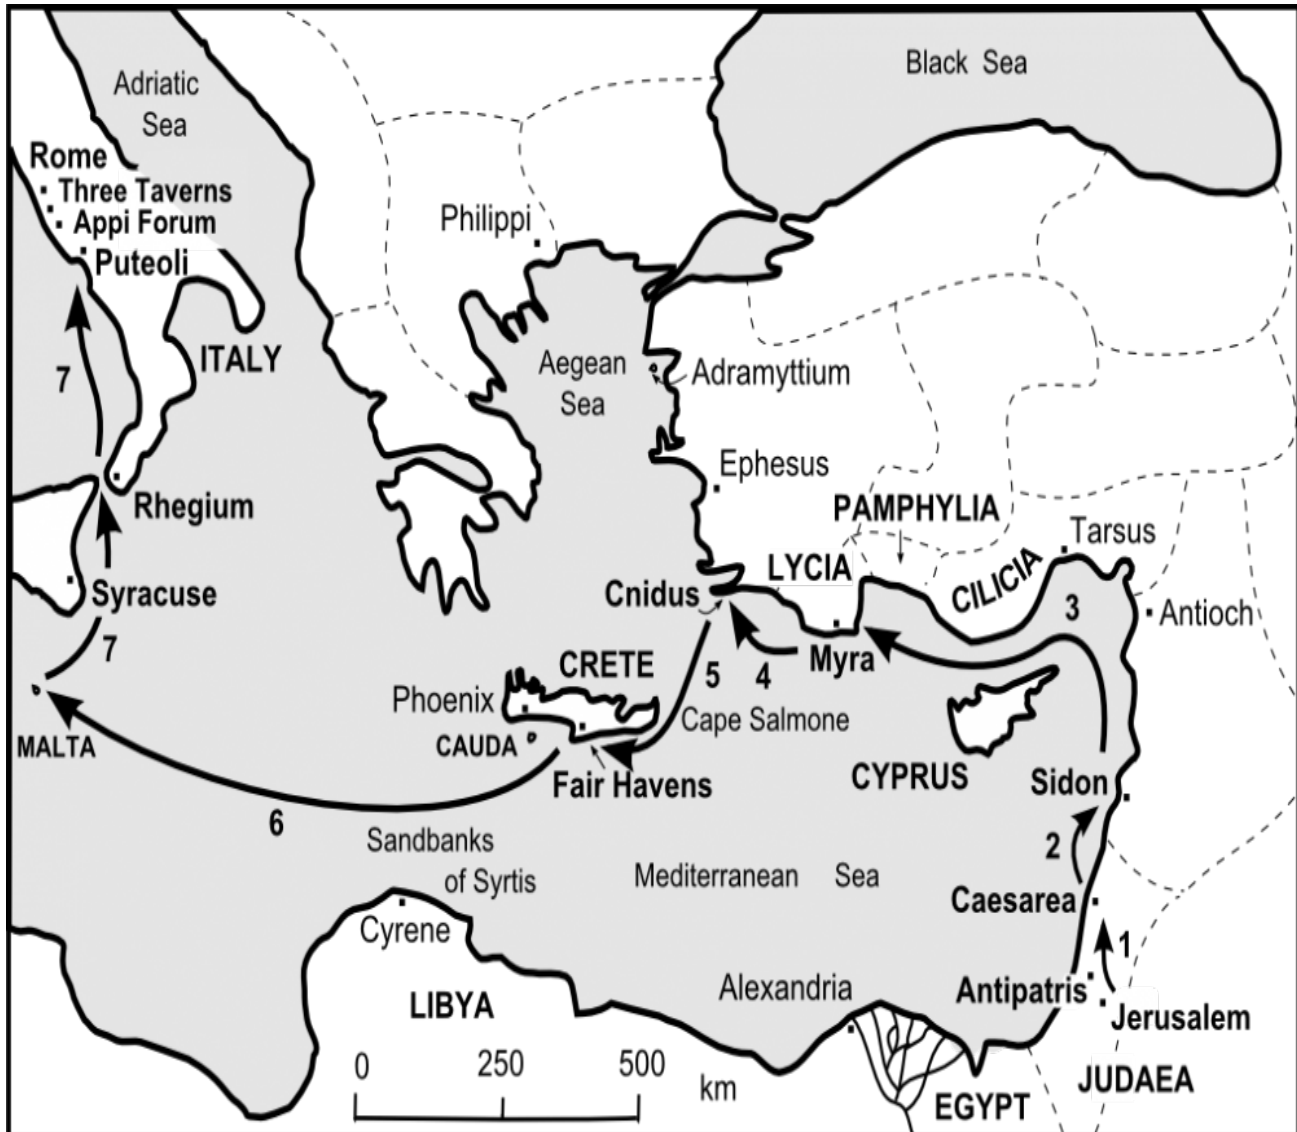 Black Sea
Adriatic
Sea
Rome
Three Taverns
Appi Forum
Puteoli
Philippi
ITALY
7
Aegean
Sea
Adramyttium
Ephesus
Rhegium
PAMPHYLIA
Tarsus
LYCIA
CILICIA
Syracuse
Cnidus
3
Antioch
7
CRETE
Myra
5
4
Phoenix
Cape Salmone
CAUDA
MALTA
Fair Havens
CYPRUS
Sidon
6
Sandbanks
of Syrtis
2
Mediterranean Sea
Caesarea
Cyrene
1
Alexandria
Antipatris
LIBYA
Jerusalem
0
250
500
km
JUDAEA
EGYPT